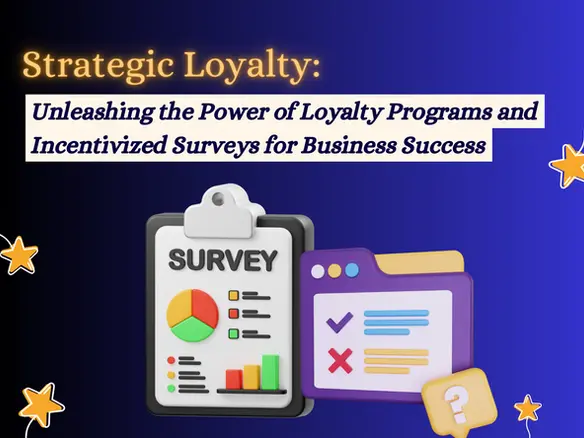 Strategic Loyalty:
Unleashing the Power of Loyalty Programs and
Incentivized Surveys for Business Success
SURVEY
?